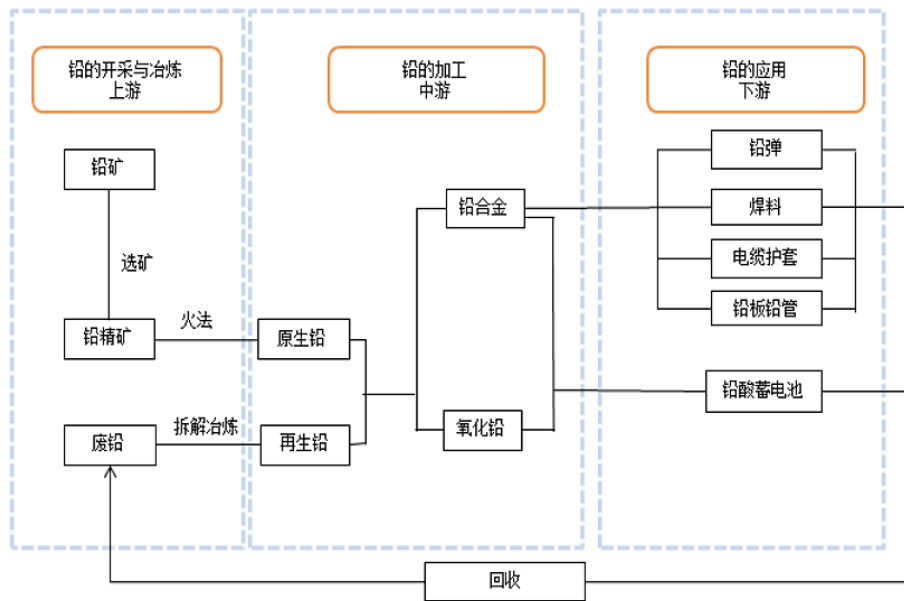 铅的开采与冶炼
上游
铅的加工
中游
铅的应用
下游
铅矿
选矿
铅精矿
火法
原生铅
废铅
拆解冶炼
再生铅
铅合金
氧化铅
铅弹
焊料
电缆护套
铅板铅管
铅酸蓄电池
回收